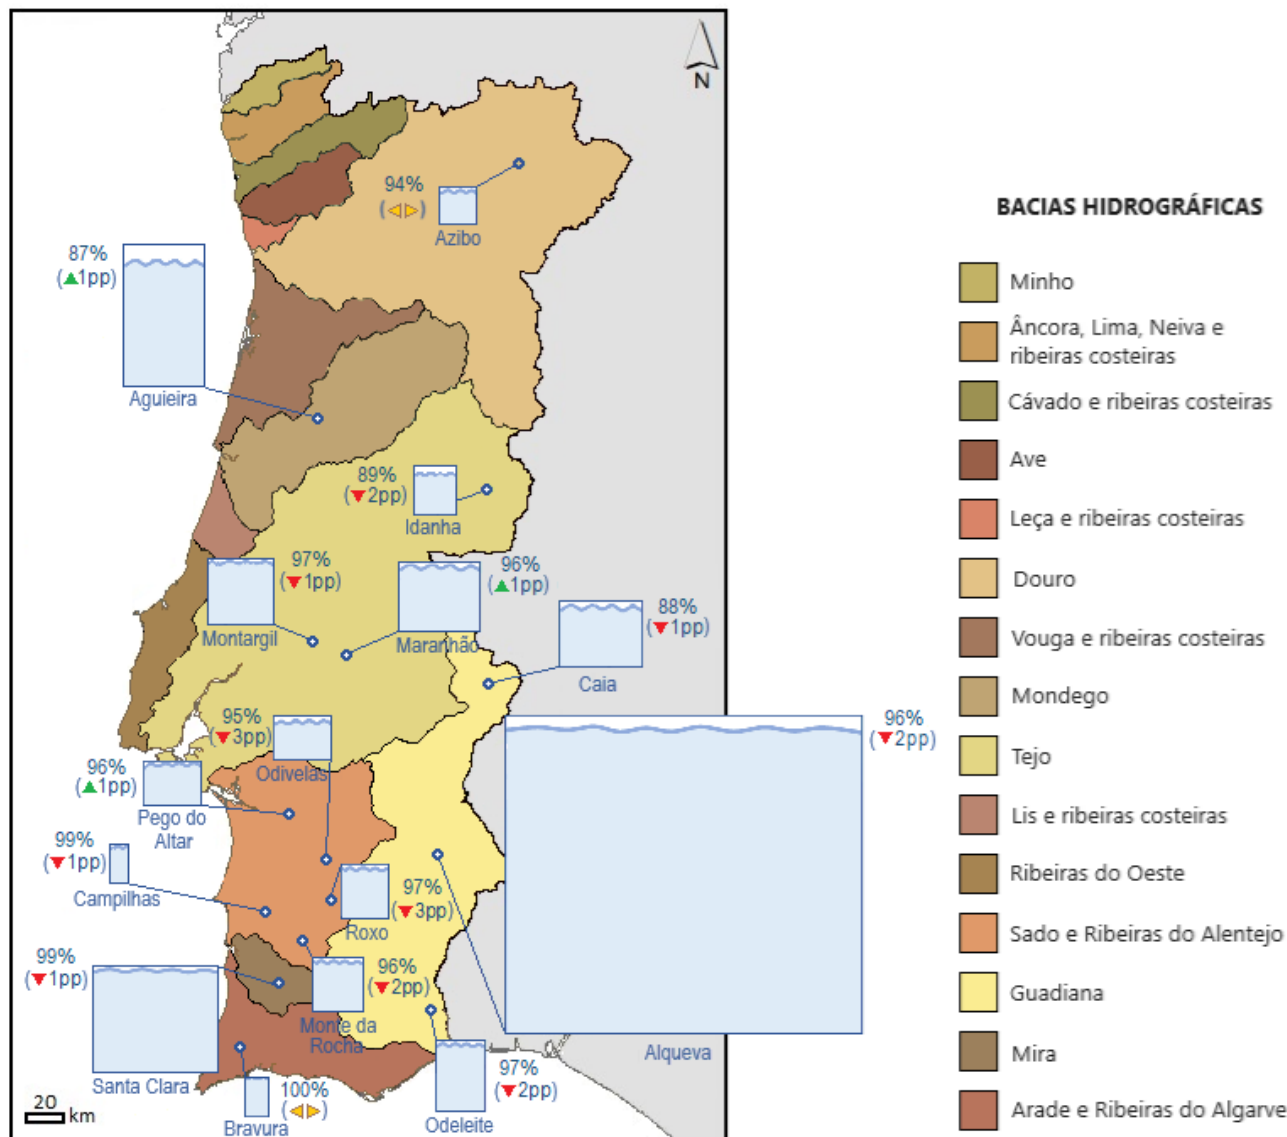 N
94%
(◀▶)
Azibo
87%
(▲1pp)
Aguieira
89%
(▼2pp)
Idanha
97%
(▼1pp)
Montargil
96%
(▲1pp)
Maranhão
88%
(▼1pp)
Caia
95%
(▼3pp)
Odivelas
96%
(▼2pp)
Alqueva
96%
(▲1pp)
Pego do
Altar
99%
(▼1pp)
Campilhas
97%
(▼3pp)
Roxo
99%
(▼1pp)
Santa Clara
96%
(▼2pp)
Monte da
Rocha
97%
(▼2pp)
Odeleite
100%
(◀▶)
Bravura
20
km
BACIAS HIDROGRÁFICAS
Minho
Âncora, Lima, Neiva e
ribeiras costeiras
Cávado e ribeiras costeiras
Ave
Leça e ribeiras costeiras
Douro
Vouga e ribeiras costeiras
Mondego
Tejo
Lis e ribeiras costeiras
Ribeiras do Oeste
Sado e Ribeiras do Alentejo
Guadiana
Mira
Arade e Ribeiras do Algarve